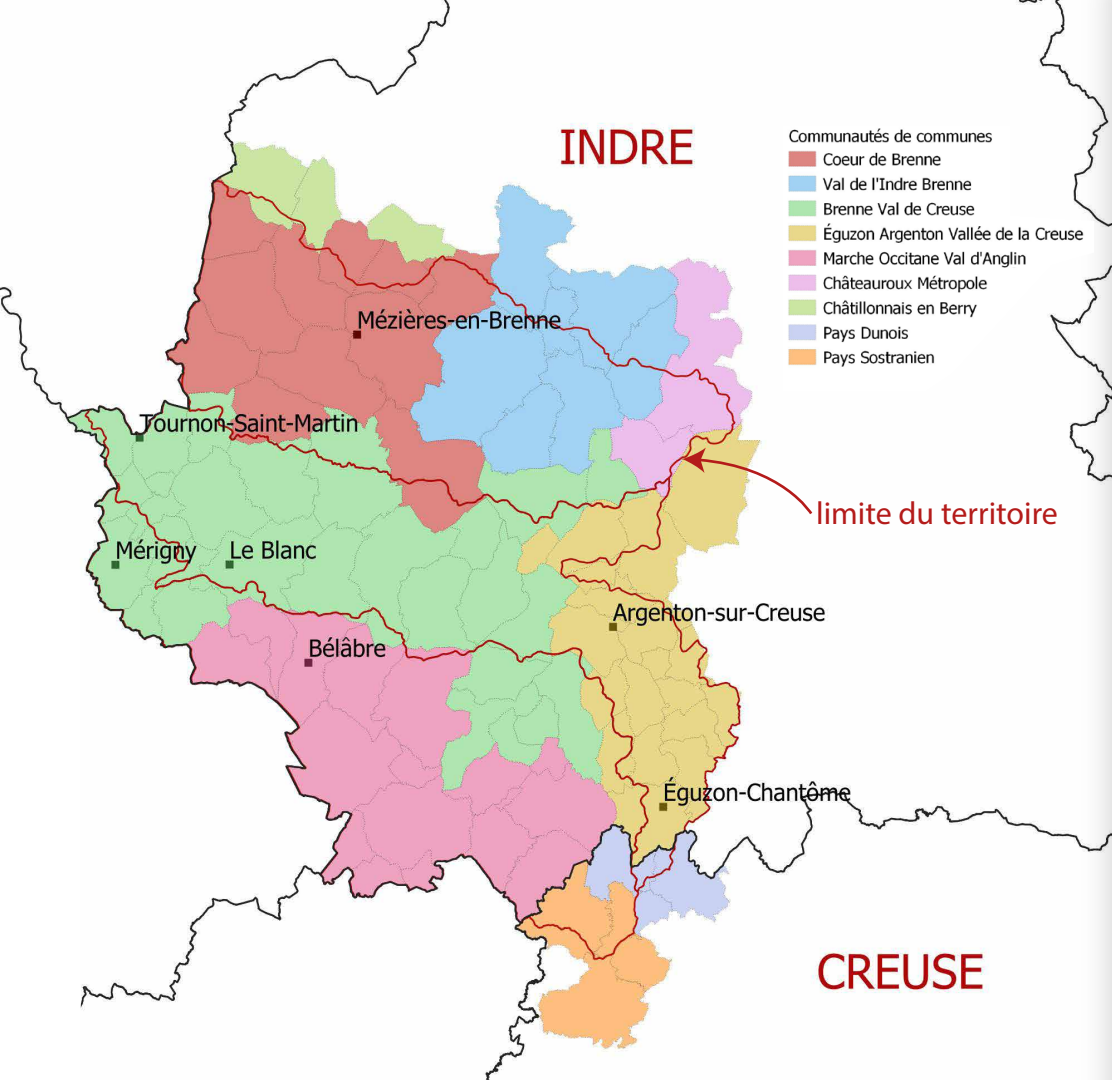 INDRE
Communautés de communes
Coeur de Brenne
Val de l'Indre Brenne
Brenne Val de Creuse
Éguzon Argenton Vallée de la Creuse
Marche Occitane Val d'Anglin
Châteauroux Métropole
Châtillonnais en Berry
Pays Dunois
Pays Sostranien
Mézières-en-Brenne
Tournon-Saint-Martin
limite du territoire
Mérigny
Le Blanc
Argenton-sur-Creuse
Bélâbre
Éguzon-Chantôme
CREUSE